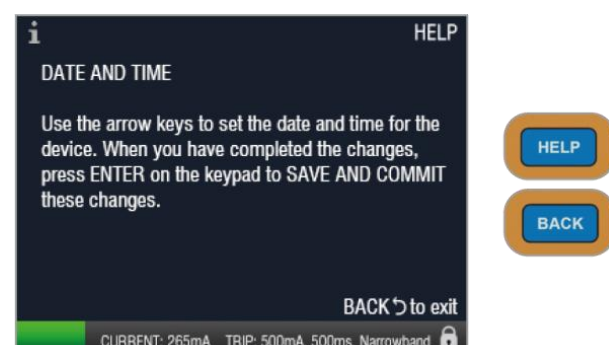 i HELP
DATE AND TIME
Use the arrow keys to set the date and time for the
device. When you have completed the changes,
press ENTER on the keypad to SAVE AND COMMIT
these changes.
BACK to exit
CURRENT: 265mA TRIP: 500mA, 500ms, Narrowband
HELP
BACK